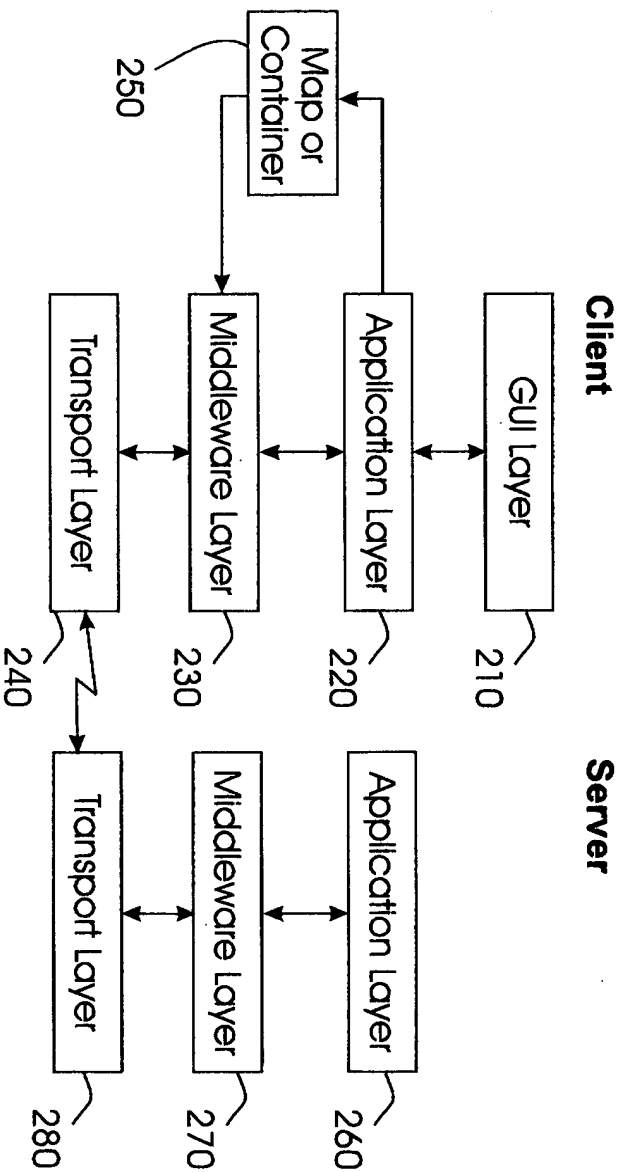 Client
Server
GUI Layer
210
Application Layer
220
Application Layer
260
Map or
Container
250
Middleware Layer
230
Middleware Layer
270
Transport Layer
240
Transport Layer
280